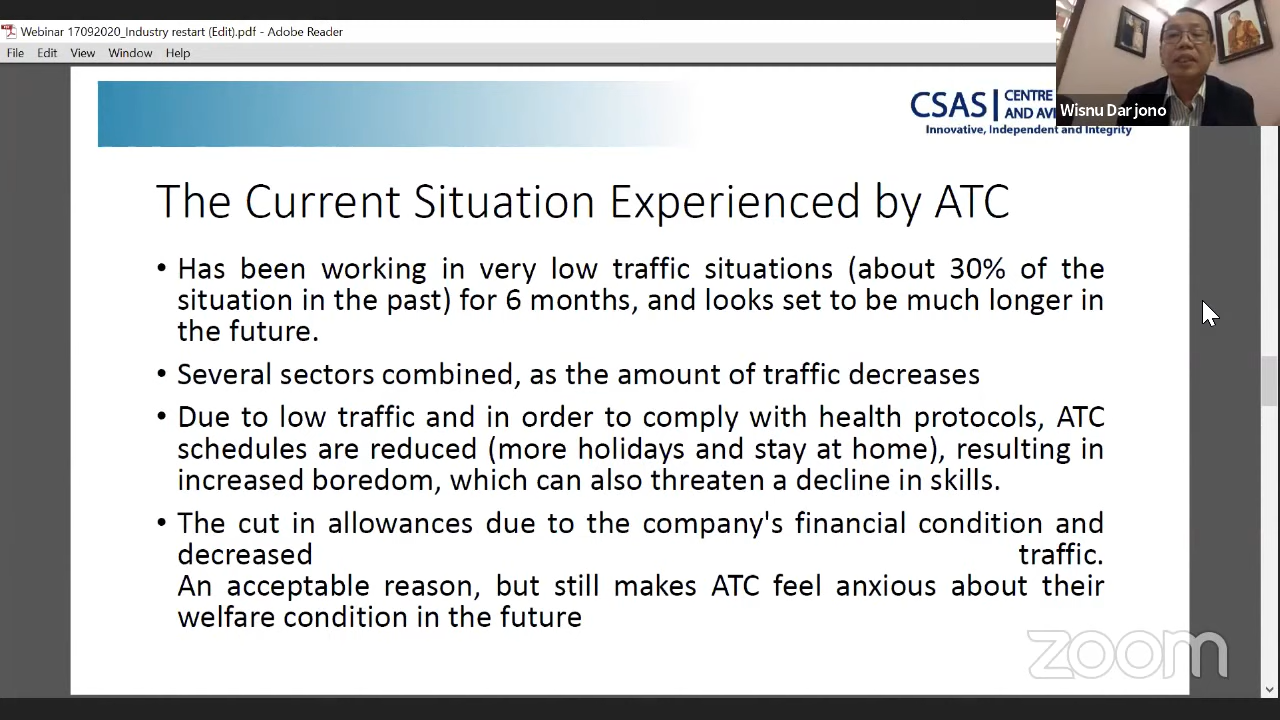 Webinar 17092020_Industry restart (Edit).pdf - Adobe Reader
File Edit View Window Help
CSAS
CENTRE
AND AV
Innovative, Independent and Integrity
Wisnu Darjono
The Current Situation Experienced by ATC
• Has been working in very low traffic situations (about 30% of the
situation in the past) for 6 months, and looks set to be much longer in
the future.
• Several sectors combined, as the amount of traffic decreases
• Due to low traffic and in order to comply with health protocols, ATC
schedules are reduced (more holidays and stay at home), resulting in
increased boredom, which can also threaten a decline in skills.
• The cut in allowances due to the company's financial condition and
decreased traffic.
An acceptable reason, but still makes ATC feel anxious about their
welfare condition in the future
zoom